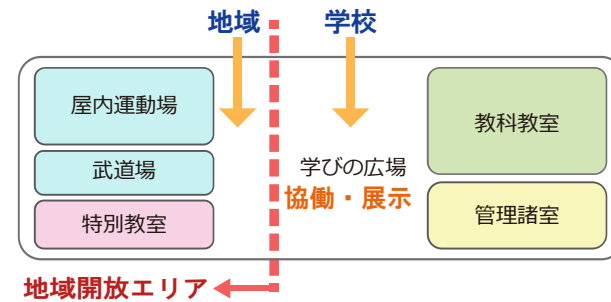 地域
学校
屋内運動場
武道場
特別教室
学びの広場
協働・展示
教科教室
管理諸室
地域開放エリア